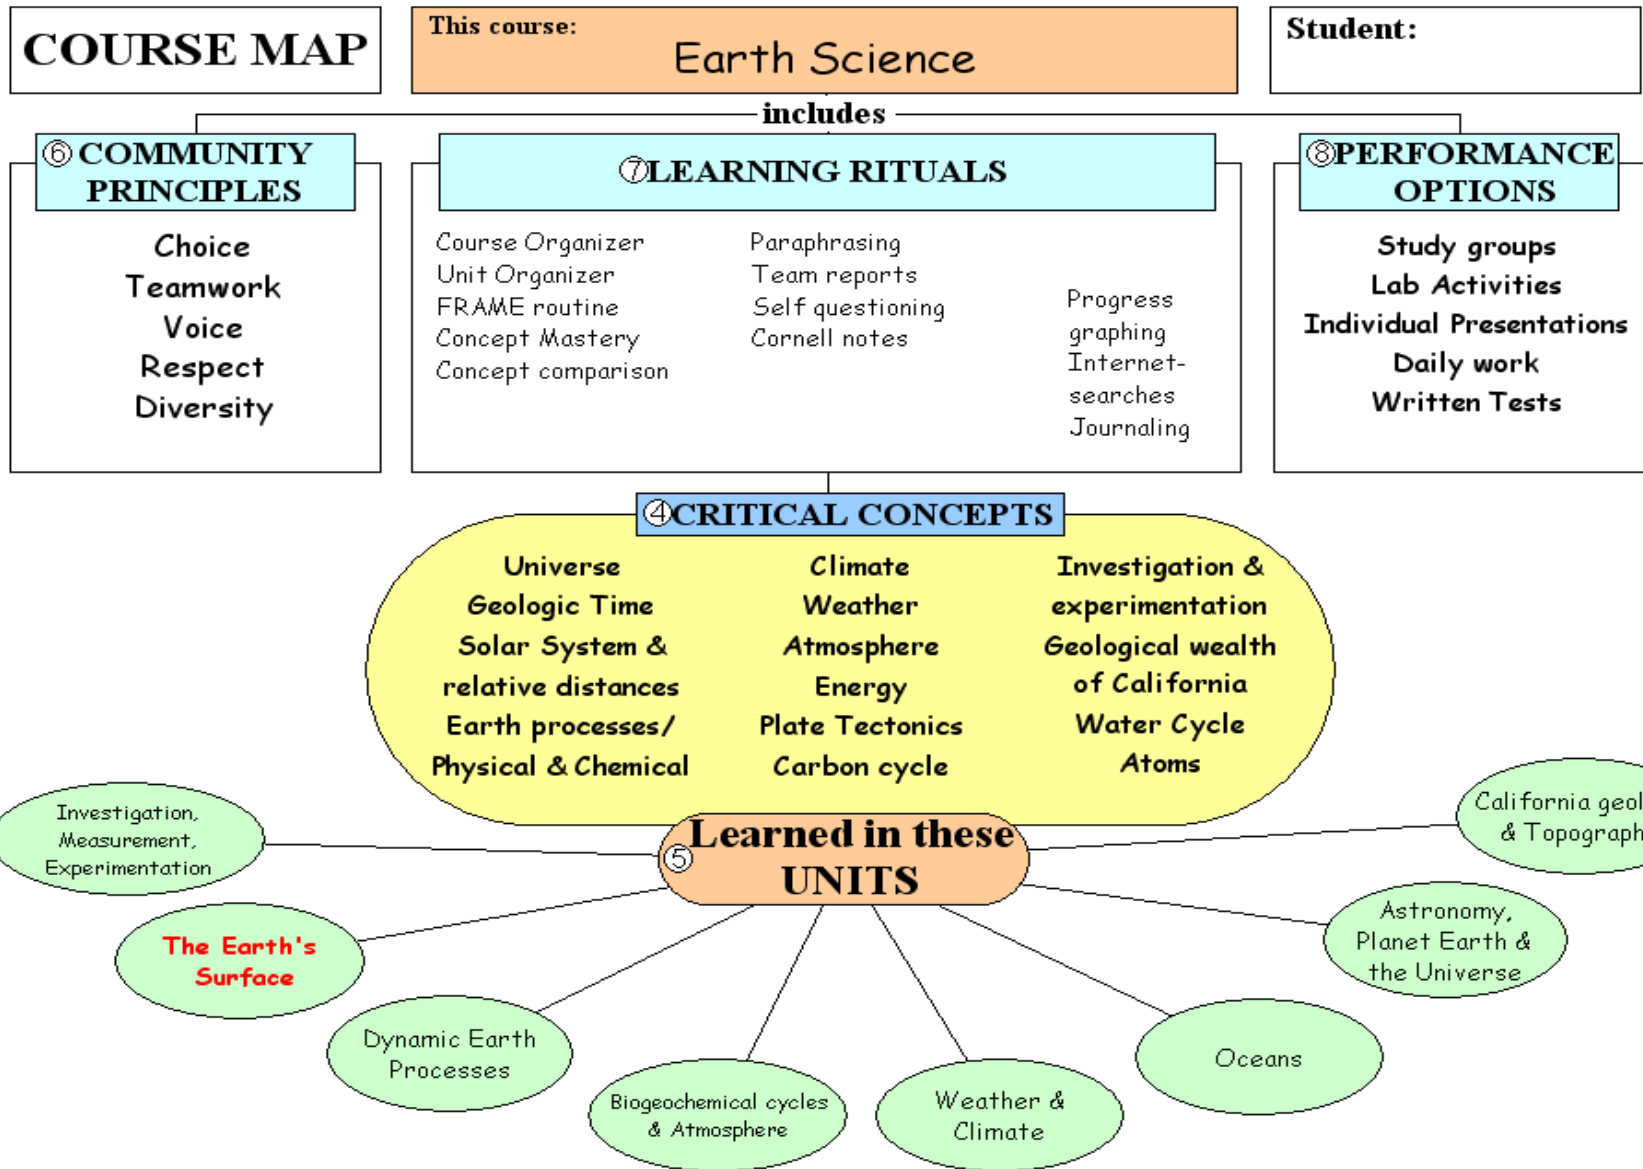 COURSE MAP
This course:
Earth Science
Student:
includes
⑥ COMMUNITY
PRINCIPLES
Choice
Teamwork
Voice
Respect
Diversity
⑦LEARNING RITUALS
Course Organizer
Unit Organizer
FRAME routine
Concept Mastery
Concept comparison
Paraphrasing
Team reports
Self questioning
Cornell notes
Progress
graphing
Internet-
searches
Journaling
⑧PERFORMANCE
OPTIONS
Study groups
Lab Activities
Individual Presentations
Daily work
Written Tests
④CRITICAL CONCEPTS
Universe
Geologic Time
Solar System &
relative distances
Earth processes/
Physical & Chemical
Climate
Weather
Atmosphere
Energy
Plate Tectonics
Carbon cycle
Investigation &
experimentation
Geological wealth
of California
Water Cycle
Atoms
⑤ Learned in these
UNITS
Investigation,
Measurement,
Experimentation
The Earth's
Surface
Dynamic Earth
Processes
Biogeochemical cycles
& Atmosphere
Weather &
Climate
Oceans
Astronomy,
Planet Earth &
the Universe
California geol
& Topograph